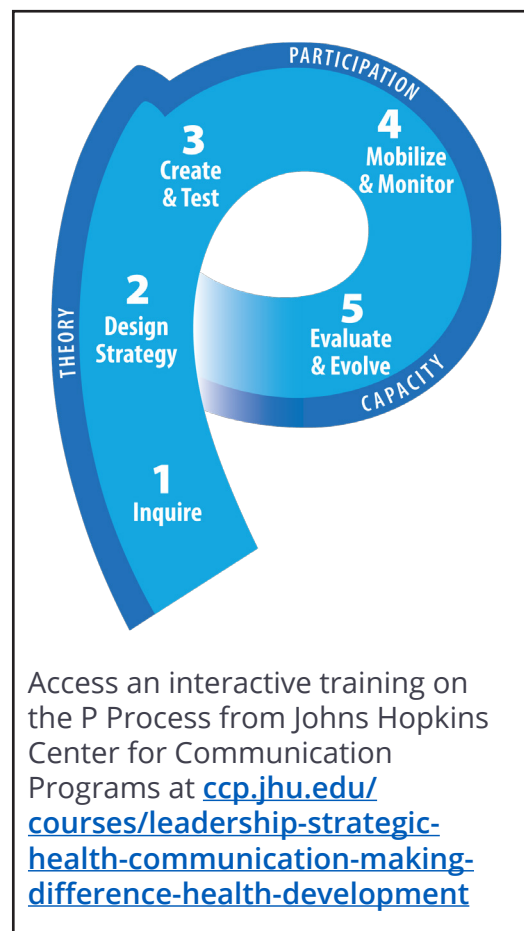 PARTICIPATION
3
Create
& Test
4
Mobilize
& Monitor
2
Design
Strategy
THEORY
5
Evaluate
& Evolve
CAPACITY
1
Inquire
Access an interactive training on
the P Process from Johns Hopkins
Center for Communication
Programs at ccp.jhu.edu/
courses/leadership-strategic-
health-communication-making-
difference-health-development